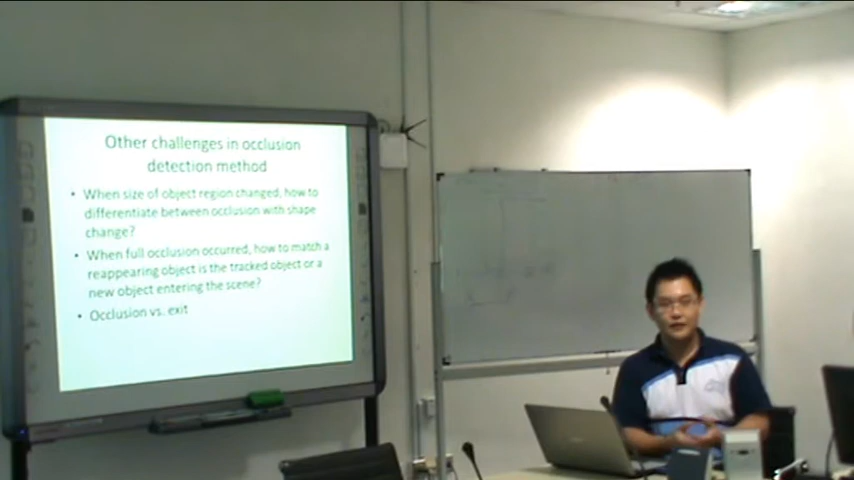 Other challenges in occlusion
detection method
• When size of object region changed, how to
differentiate between occlusion with shape
change?
• When full occlusion occurred, how to match a
reappearing object is the tracked object or a
new object entering the scene?
• Occlusion vs. exit